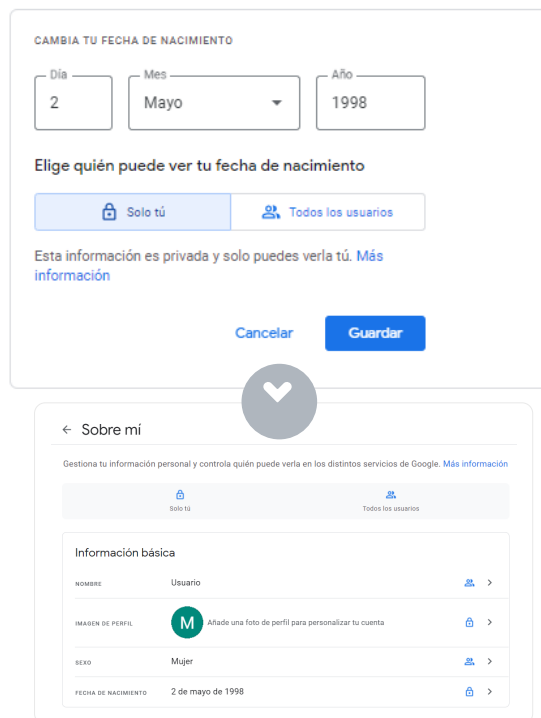 CAMBIA TU FECHA DE NACIMIENTO
Día
Mes
Año
2
Mayo
1998
Elige quién puede ver tu fecha de nacimiento
Solo tú
Todos los usuarios
Esta información es privada y solo puedes verla tú. Más
información
Cancelar
Guardar
Sobre mí
Gestiona tu información personal y controla quién puede verla en los distintos servicios de Google. Más información
Solo tú
Todos los usuarios
Información básica
NOMBRE
Usuario
IMAGEN DE PERFIL
M
Añade una foto de perfil para personalizar tu cuenta
SEXO
Mujer
FECHA DE NACIMIENTO
2 de mayo de 1998